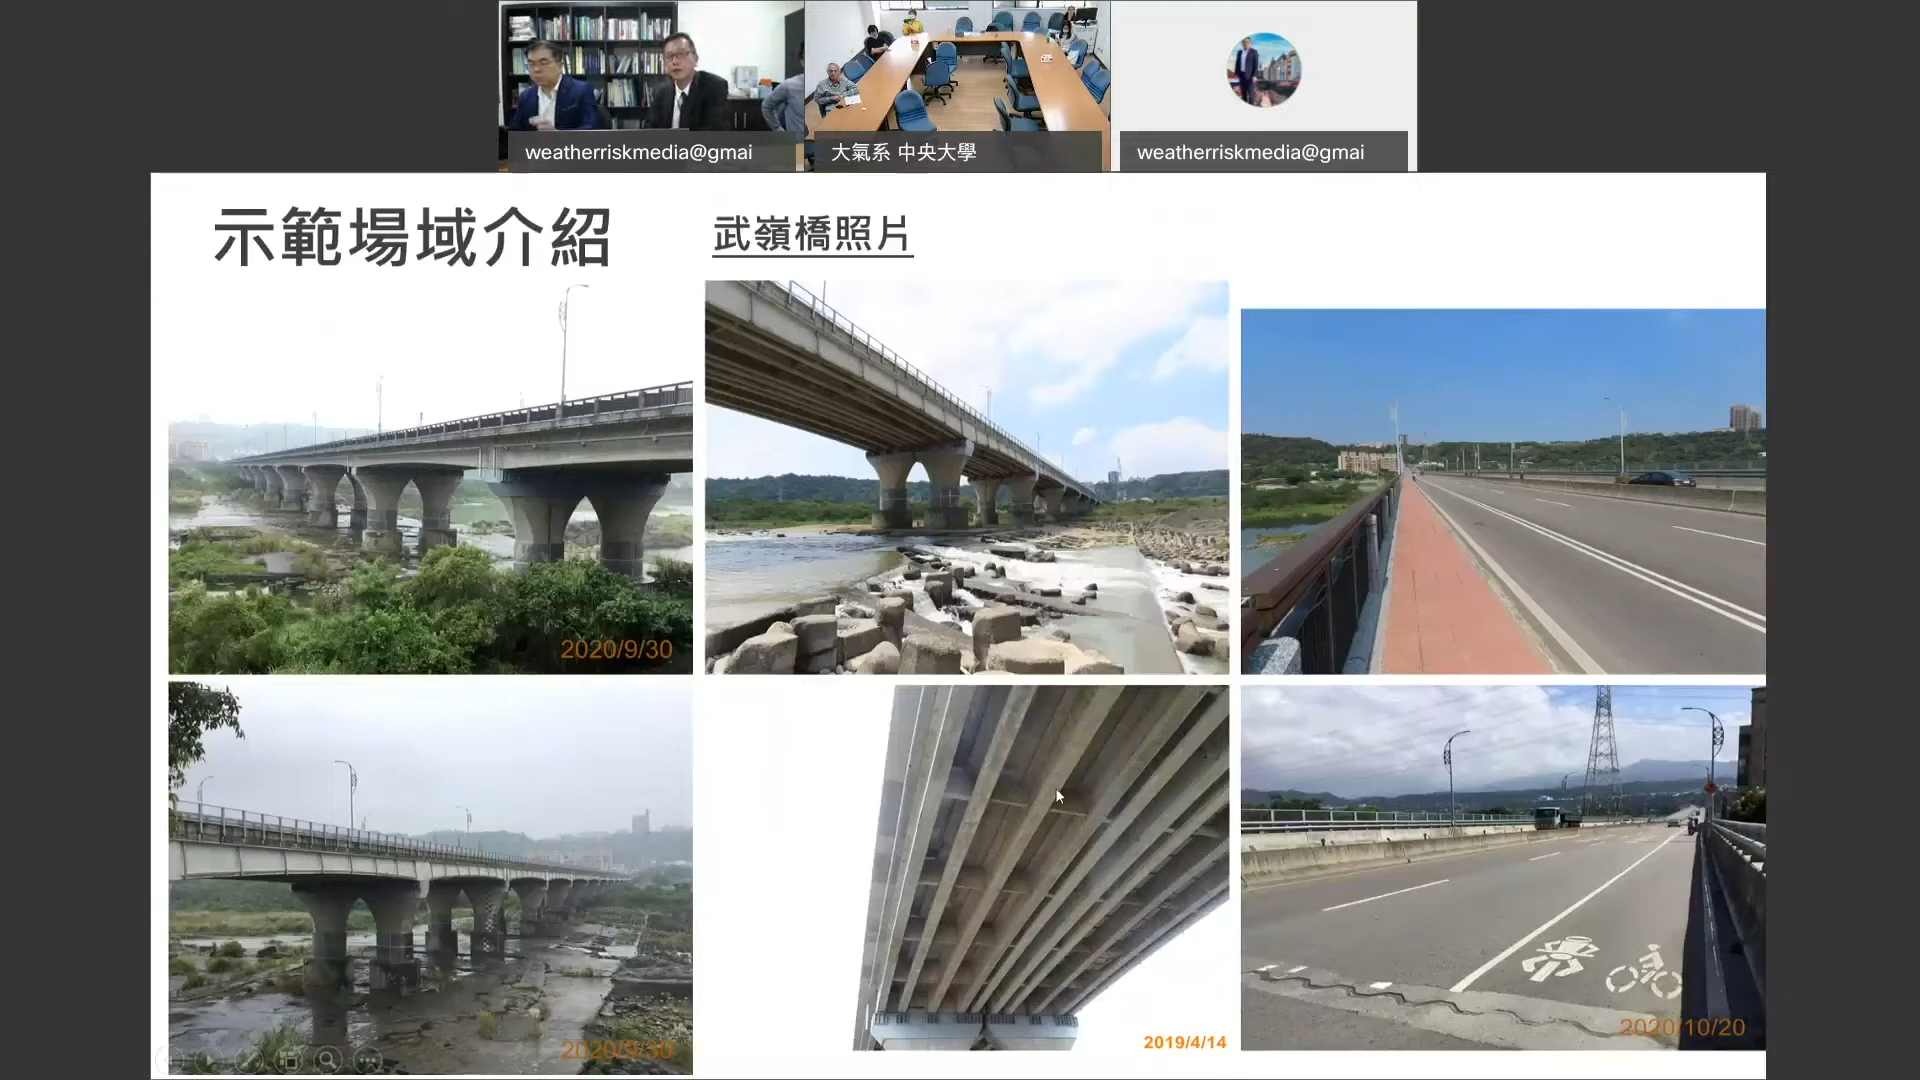 weatherriskmedia@gmai
大氣系 中央大學
weatherriskmedia@gmai
示範場域介紹
武嶺橋照片
2020/9/30
2020/9/30
2019/4/14
2020/10/20